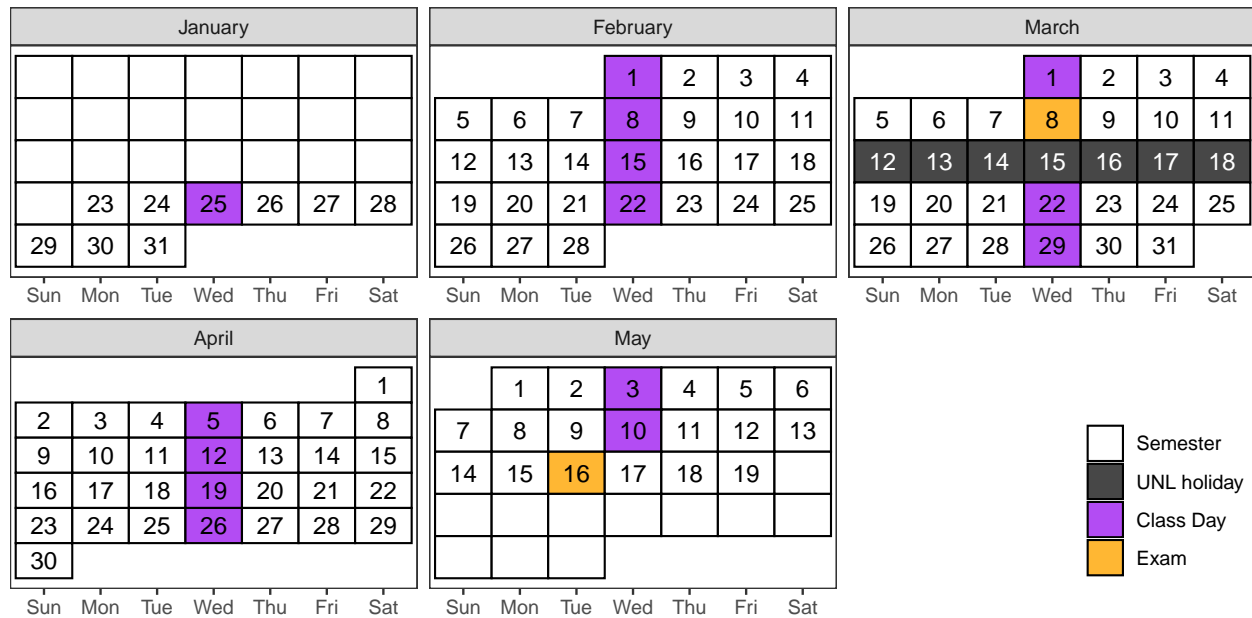 January
23 24 25 26 27 28
29 30 31
Sun Mon Tue Wed Thu Fri Sat
February
1 2 3 4
5 6 7 8 9 10 11
12 13 14 15 16 17 18
19 20 21 22 23 24 25
26 27 28
Sun Mon Tue Wed Thu Fri Sat
March
1 2 3 4
5 6 7 8 9 10 11
12 13 14 15 16 17 18
19 20 21 22 23 24 25
26 27 28 29 30 31
Sun Mon Tue Wed Thu Fri Sat
April
1
2 3 4 5 6 7 8
9 10 11 12 13 14 15
16 17 18 19 20 21 22
23 24 25 26 27 28 29
30
Sun Mon Tue Wed Thu Fri Sat
May
1 2 3 4 5 6
7 8 9 10 11 12 13
14 15 16 17 18 19
Sun Mon Tue Wed Thu Fri Sat
Semester
UNL holiday
Class Day
Exam